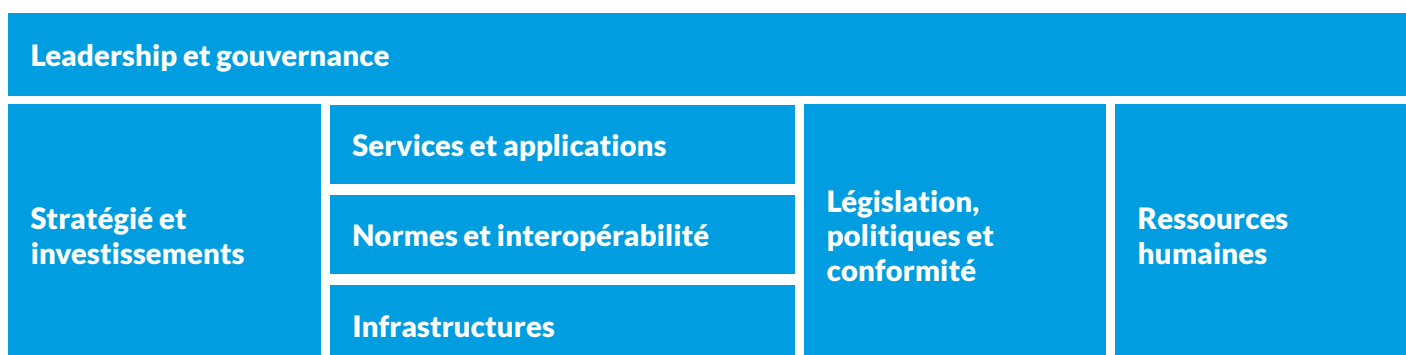 Leadership et gouvernance
Stratégié et
investissements
Services et applications
Normes et interopérabilité
Infrastructures
Législation,
politiques et
conformité
Ressources
humaines